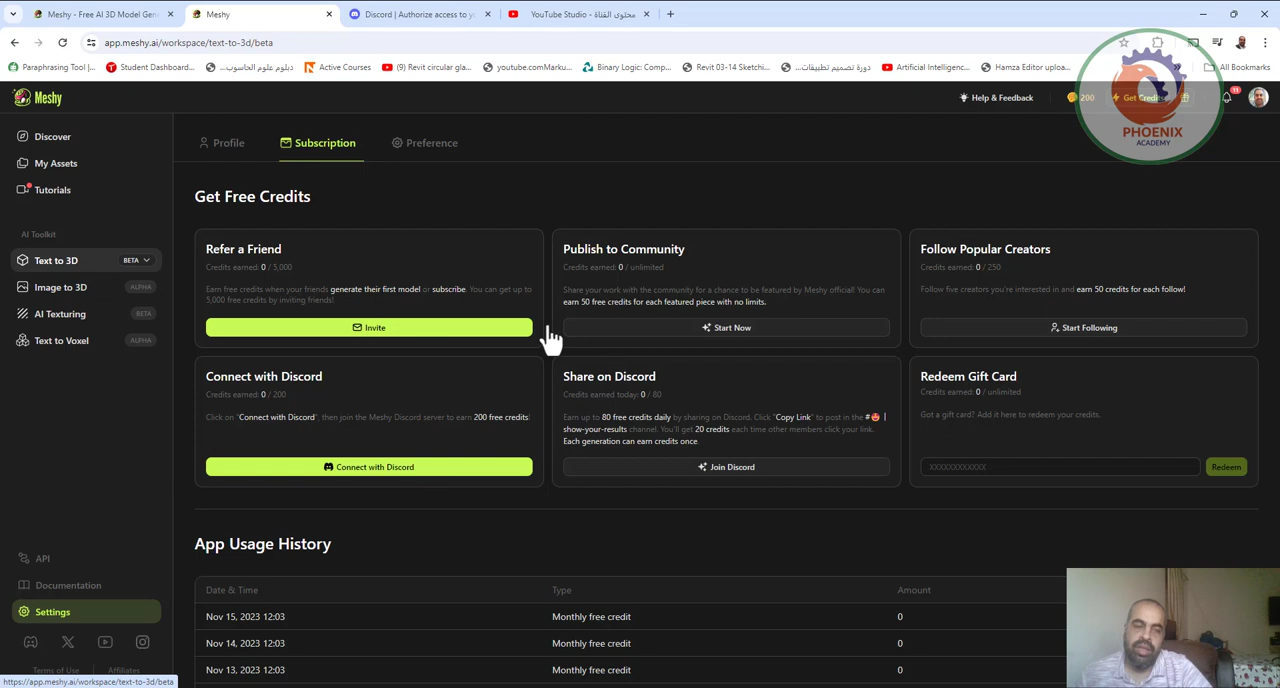 Meshy - Free AI 3D Model Gene
Meshy
Discord | Authorize access to yo
محتوى القناة - YouTube Studio
app.meshy.ai/workspace/text-to-3d/beta
Paraphrasing Tool |...
Student Dashboard...
دبلوم علوم الحاسوب...
Active Courses
(9) Revit
youtube.comMarku...
Binary Logic: Comp...
Revit 03-14 Sketchi...
دورة تصميم تطبيقات...
Artificial Intelligenc...
Hamza Editor uploa...
All Bookmarks
Meshy
Help & Feedback
200
Get Credits
11
PHOENIX
ACADEMY
Discover
My Assets
Tutorials
AI Toolkit
Text to 3D BETA
Image to 3D ALPHA
AI Texturing BETA
Text to Voxel ALPHA
API
Documentation
Settings
Terms of Use Affiliates
https://app.meshy.ai/workspace/text-to-3d/beta
Profile Subscription Preference
Get Free Credits
Refer a Friend
Credits earned: 0 / 5,000
Earn free credits when your friends generate their first model or subscribe. You can get up to
5,000 free credits by inviting friends!
Invite
Publish to Community
Credits earned: 0 / unlimited
Share your work with the community for a chance to be featured by Meshy official! You can
earn 50 free credits for each featured piece with no limits.
Start Now
Follow Popular Creators
Credits earned: 0 / 250
Follow five creators you're interested in and earn 50 credits for each follow!
Start Following
Connect with Discord
Credits earned: 0 / 200
Click on "Connect with Discord", then join the Meshy Discord server to earn 200 free credits!
Connect with Discord
Share on Discord
Credits earned today: 0 / 80
Earn up to 80 free credits daily by sharing on Discord. Click "Copy Link" to post in the #🤩 |
show-your-results channel. You'll get 20 credits each time other members click your link.
Each generation can earn credits once.
Join Discord
Redeem Gift Card
Credits earned: 0 / unlimited
Got a gift card? Add it here to redeem your credits.
XXXXXXXXXXXX Redeem
App Usage History
Date & Time Type Amount
Nov 15, 2023 12:03 Monthly free credit 0
Nov 14, 2023 12:03 Monthly free credit 0
Nov 13, 2023 12:03 Monthly free credit 0